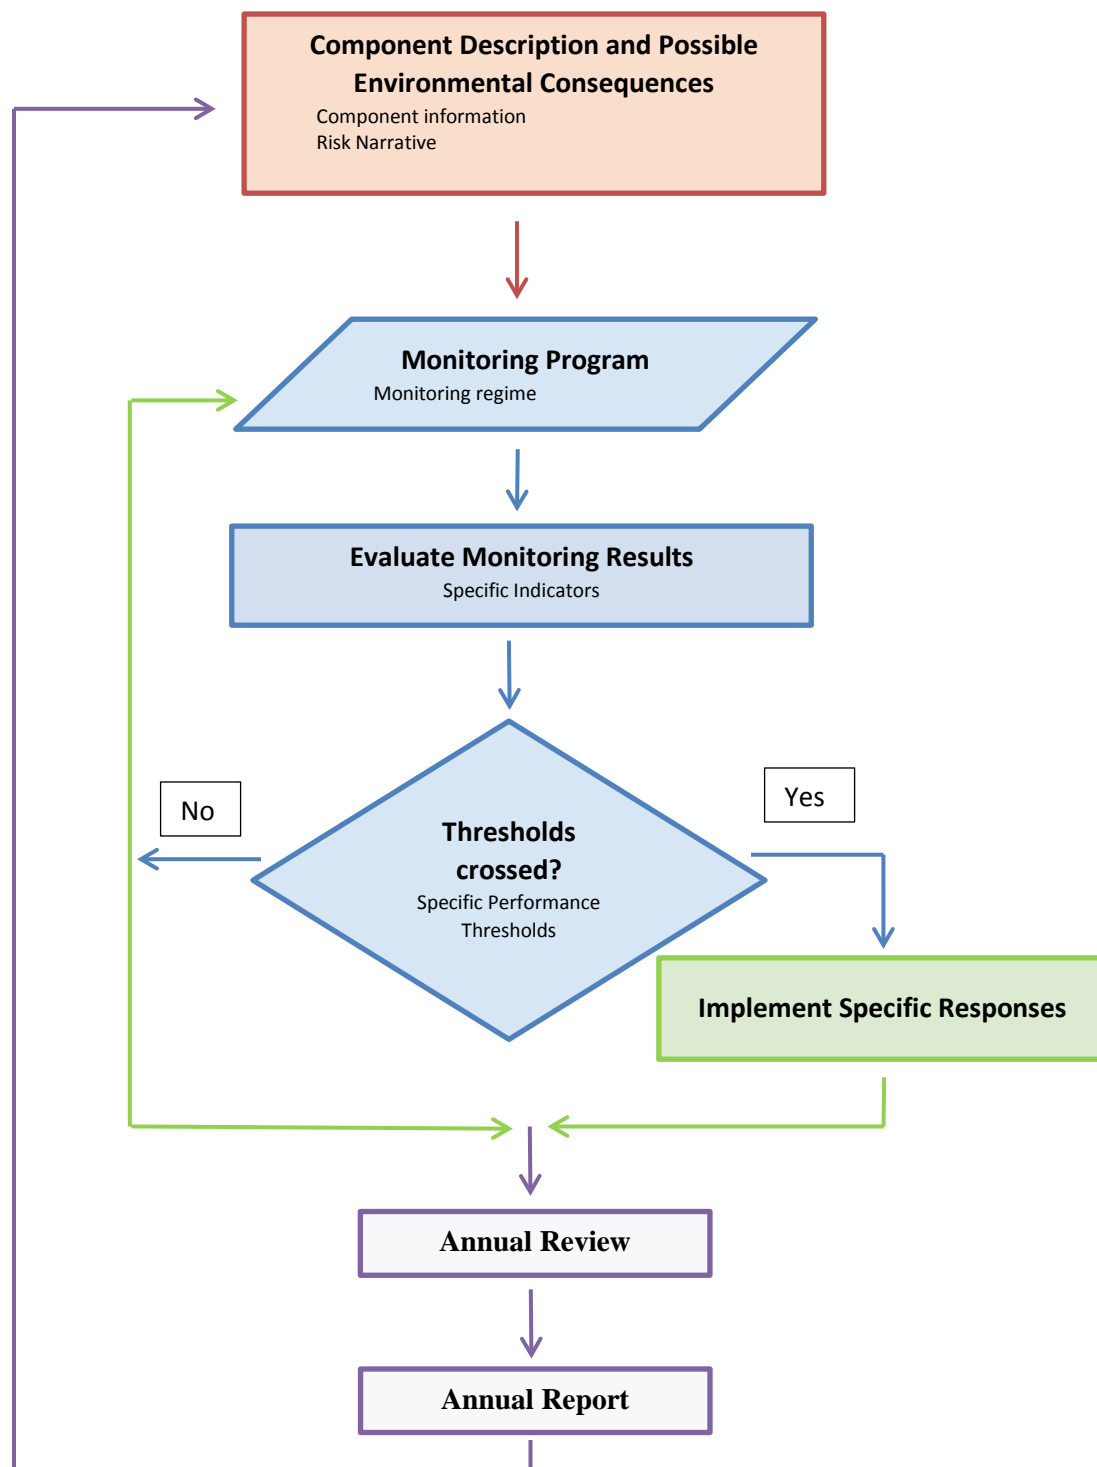 Component Description and Possible
Environmental Consequences
Component information
Risk Narrative
Monitoring Program
Monitoring regime
Evaluate Monitoring Results
Specific Indicators
No
Yes
Thresholds
crossed?
Specific Performance
Thresholds
Implement Specific Responses
Annual Review
Annual Report